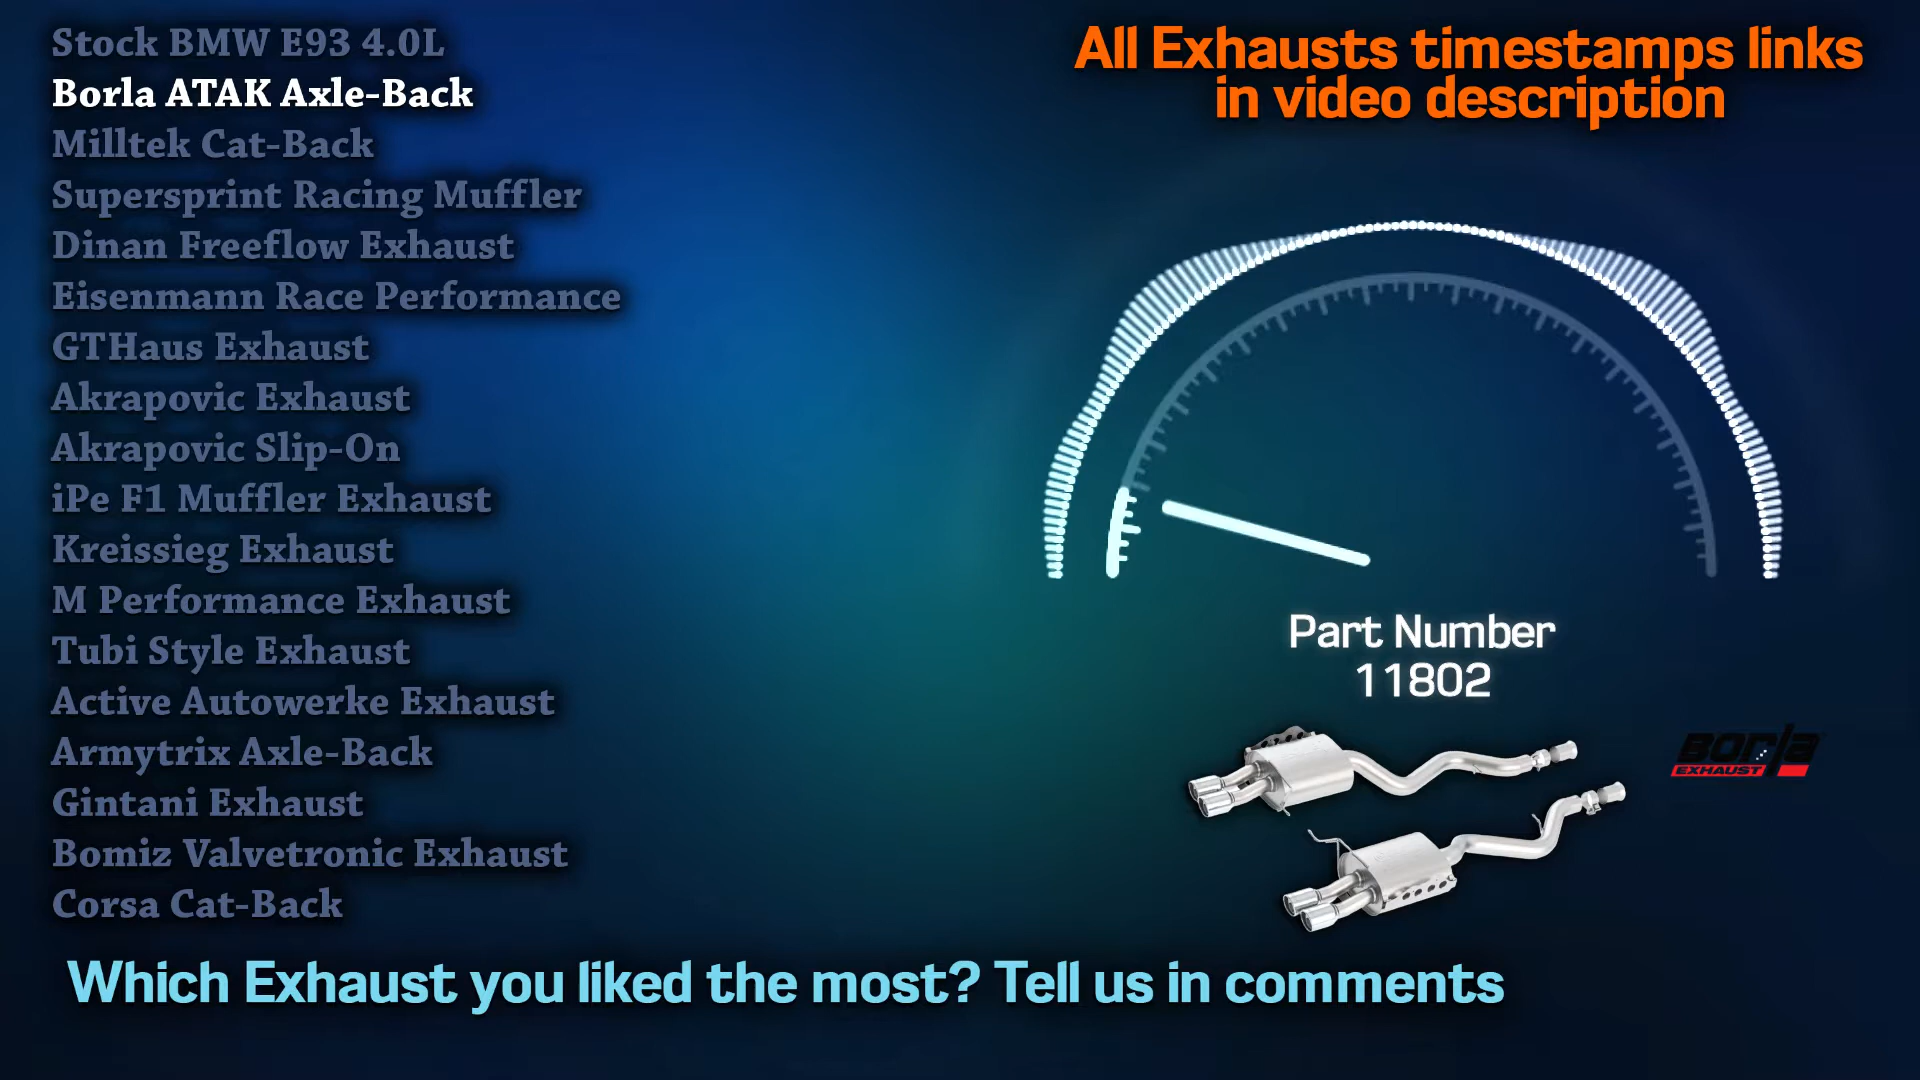 Stock BMW E93 4.0L
Borla ATAK Axle-Back
Milltek Cat-Back
Supersprint Racing Muffler
Dinan Freeflow Exhaust
Eisenmann Race Performance
GTHaus Exhaust
Akrapovic Exhaust
Akrapovic Slip-On
iPe F1 Muffler Exhaust
Kreissieg Exhaust
M Performance Exhaust
Tubi Style Exhaust
Active Autowerke Exhaust
Armytrix Axle-Back
Gintani Exhaust
Bomiz Valvetronic Exhaust
Corsa Cat-Back
All Exhausts timestamps links
in video description
Part Number
11802
Borla
EXHAUST
Which Exhaust you liked the most? Tell us in comments